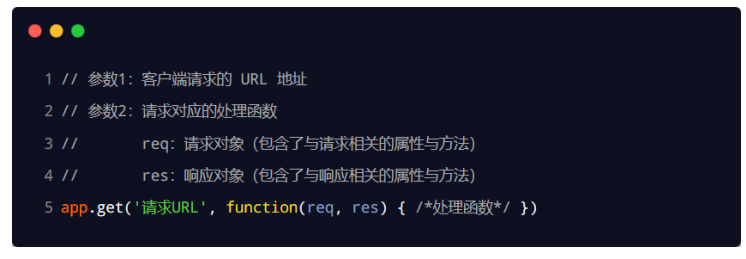 1 // 参数1：客户端请求的 URL 地址
2 // 参数2：请求对应的处理函数
3 //       req：请求对象（包含了与请求相关的属性与方法）
4 //       res：响应对象（包含了与响应相关的属性与方法）
5 app.get('请求URL', function(req, res) { /*处理函数*/ })